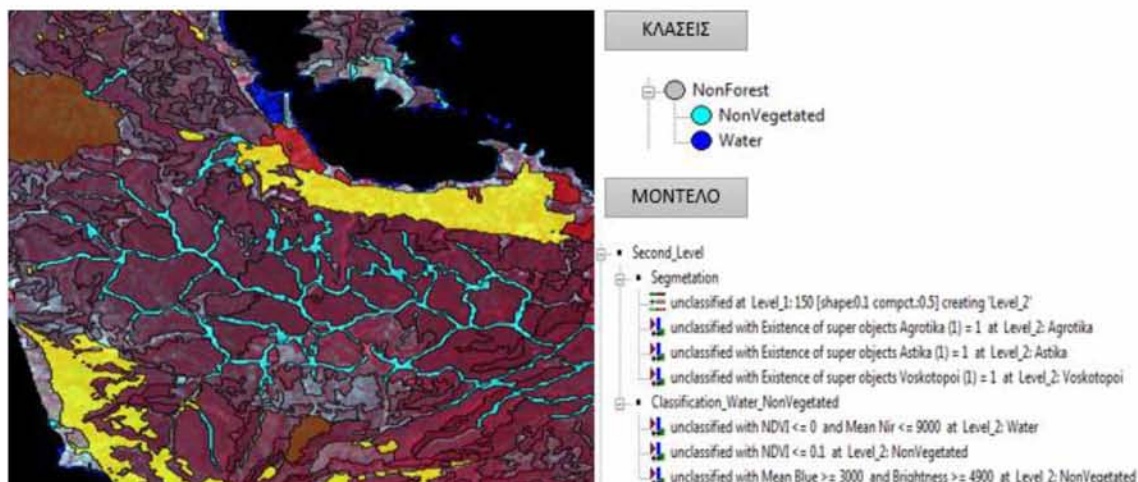 ΚΛΑΣΕΙΣ
NonForest
NonVegetated
Water
ΜΟΝΤΕΛΟ
Second_Level
Segmetation
unclassified at Level_1: 150 [shape:0.1 compct.:0.5] creating 'Level_2'
unclassified with Existence of super objects Agrotika (1) = 1 at Level_2: Agrotika
unclassified with Existence of super objects Astika (1) = 1 at Level_2: Astika
unclassified with Existence of super objects Voskotopoi (1) = 1 at Level_2: Voskotopoi
Classification_Water_NonVegetated
unclassified with NDVI <= 0 and Mean Nir <= 9000 at Level_2: Water
unclassified with NDVI <= 0.1 at Level_2: NonVegetated
unclassified with Mean Blue >= 3000 and Brightness >= 4900 at Level_2: NonVegetated